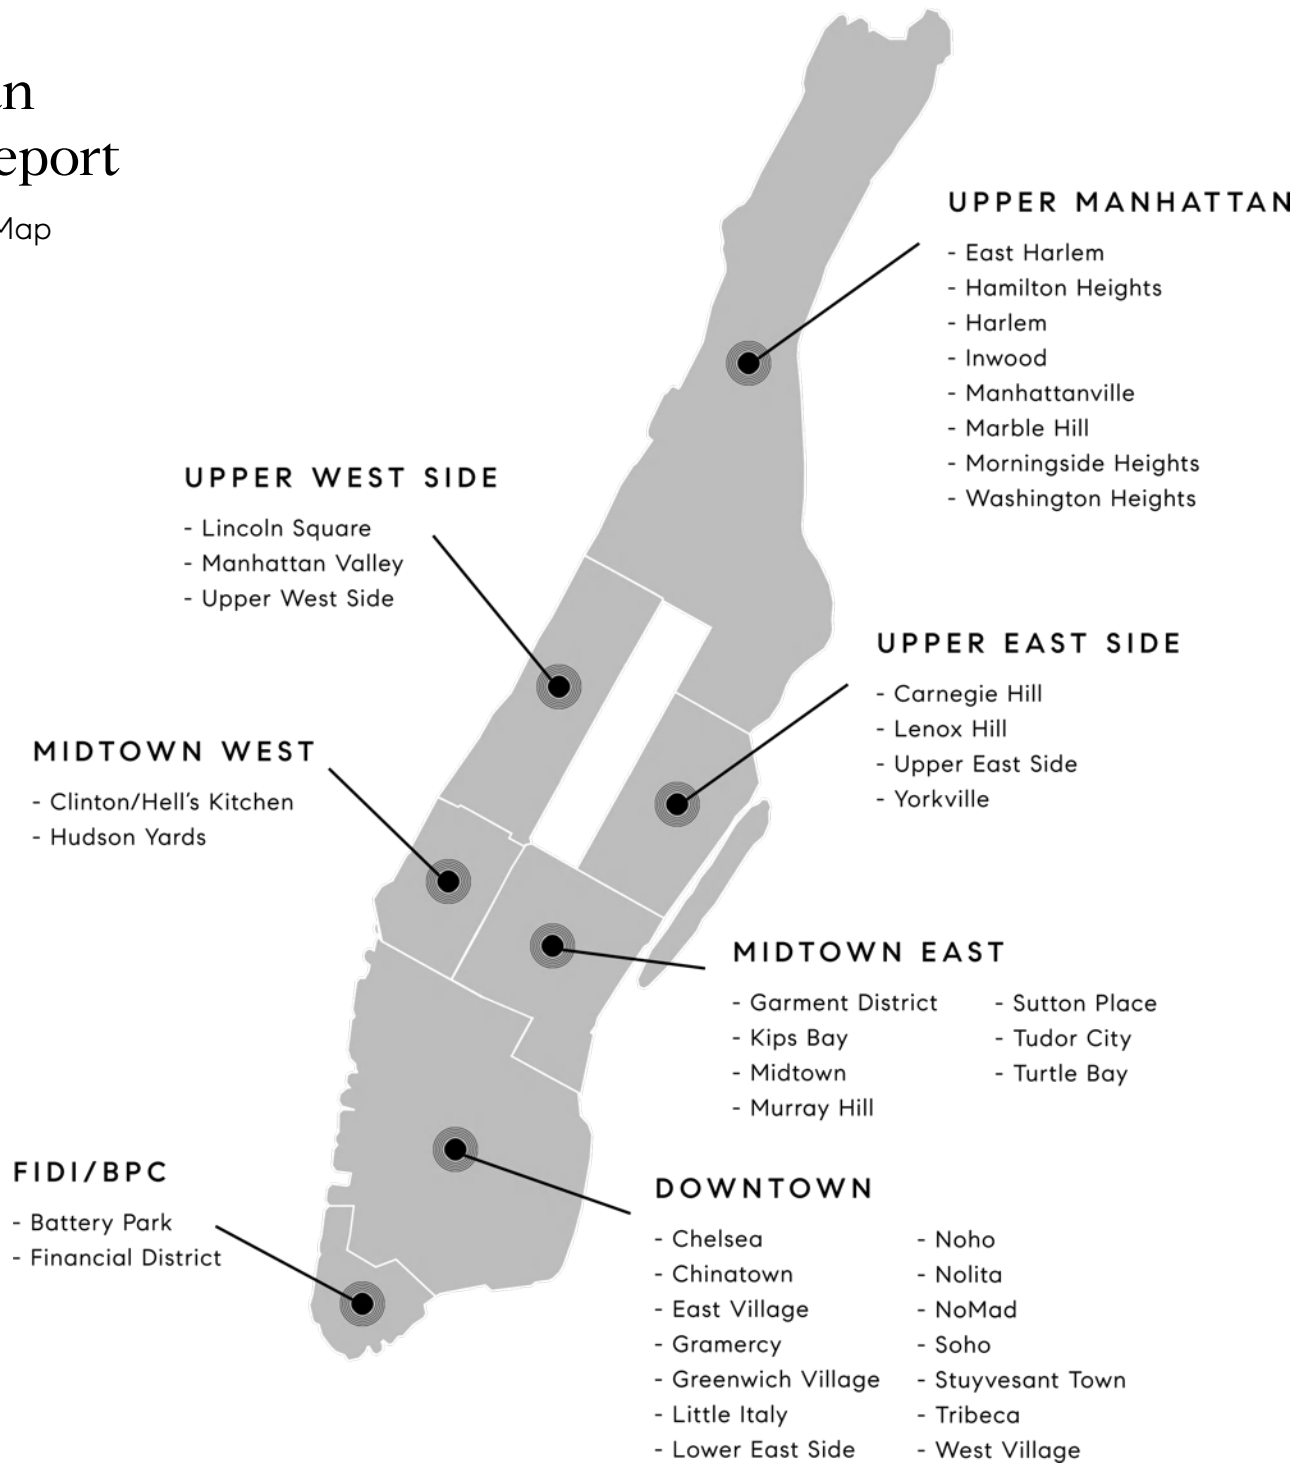 an
eport
Map
UPPER MANHATTAN
- East Harlem
- Hamilton Heights
- Harlem
- Inwood
- Manhattanville
- Marble Hill
- Morningside Heights
- Washington Heights
UPPER WEST SIDE
- Lincoln Square
- Manhattan Valley
- Upper West Side
UPPER EAST SIDE
- Carnegie Hill
- Lenox Hill
- Upper East Side
- Yorkville
MIDTOWN WEST
- Clinton/Hell’s Kitchen
- Hudson Yards
MIDTOWN EAST
- Garment District
- Kips Bay
- Midtown
- Murray Hill
- Sutton Place
- Tudor City
- Turtle Bay
FIDI/BPC
- Battery Park
- Financial District
DOWNTOWN
- Chelsea
- Chinatown
- East Village
- Gramercy
- Greenwich Village
- Little Italy
- Lower East Side
- Noho
- Nolita
- NoMad
- Soho
- Stuyvesant Town
- Tribeca
- West Village